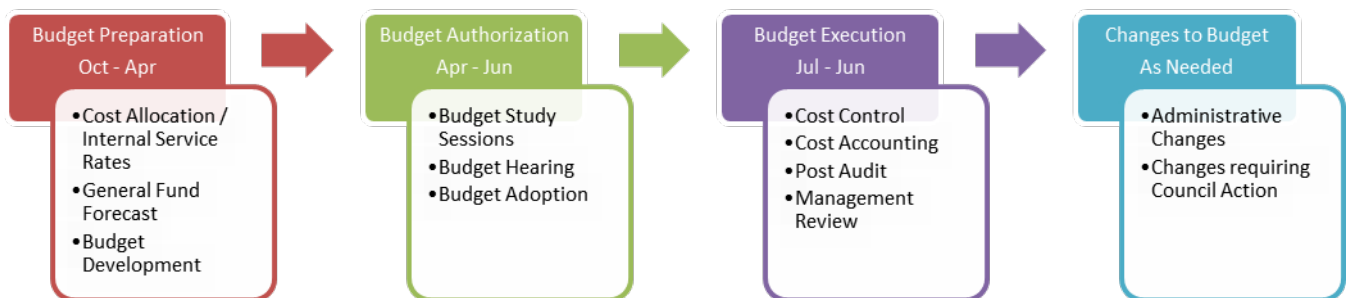 Budget Preparation
Oct - Apr
•Cost Allocation /
Internal Service
Rates
•General Fund
Forecast
•Budget
Development
Budget Authorization
Apr - Jun
•Budget Study
Sessions
•Budget Hearing
•Budget Adoption
Budget Execution
Jul - Jun
•Cost Control
•Cost Accounting
•Post Audit
•Management
Review
Changes to Budget
As Needed
•Administrative
Changes
•Changes requiring
Council Action